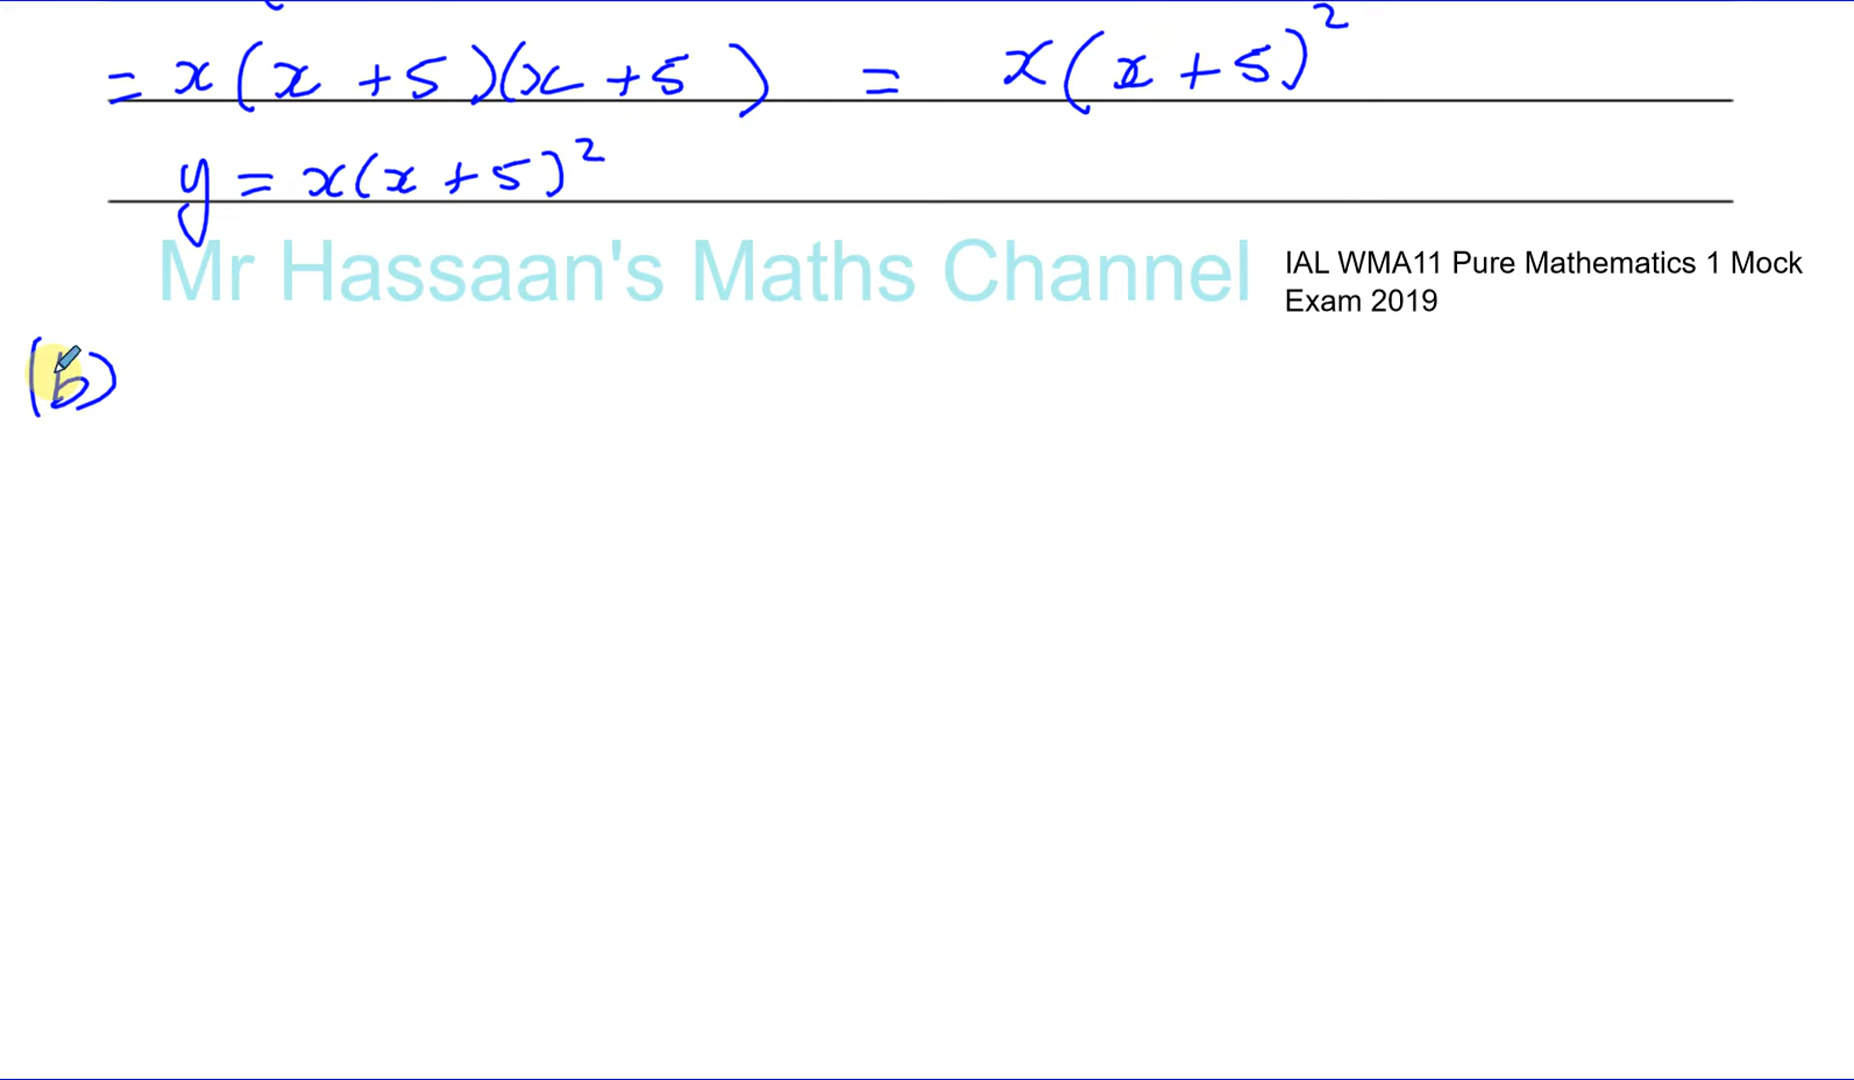 = x(x + 5)(x + 5) = x(x + 5)²
y = x(x + 5)²
Mr Hassaan's Maths Channel
IAL WMA11 Pure Mathematics 1 Mock
Exam 2019
(b)